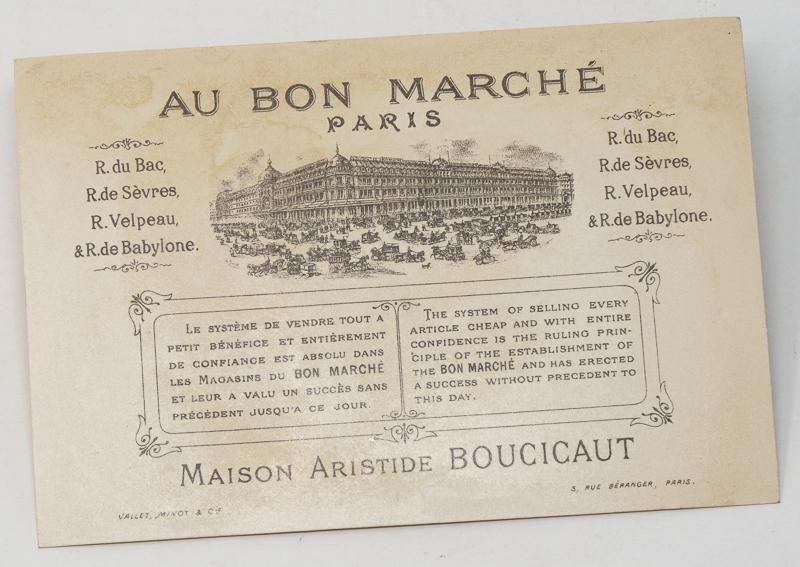 AU BON MARCHÉ
PARIS
R. du Bac,
R. de Sèvres,
R. Velpeau,
& R. de Babylone.
R. du Bac,
R. de Sèvres,
R. Velpeau,
& R. de Babylone.
LE SYSTÈME DE VENDRE TOUT A
PETIT BÉNÉFICE ET ENTIÈREMENT
DE CONFIANCE EST ABSOLU DANS
LES MAGASINS DU BON MARCHÉ
ET LEUR A VALU UN SUCCÈS SANS
PRÉCÉDENT JUSQU'A CE JOUR.
THE SYSTEM OF SELLING EVERY
ARTICLE CHEAP AND WITH ENTIRE
CONFIDENCE IS THE RULING PRIN-
CIPLE OF THE ESTABLISHMENT OF
THE BON MARCHÉ AND HAS ERECTED
A SUCCESS WITHOUT PRECEDENT TO
THIS DAY.
MAISON ARISTIDE BOUCICAUT
VALLET, MINOT & Cie
5, RUE BÉRANGER, PARIS.